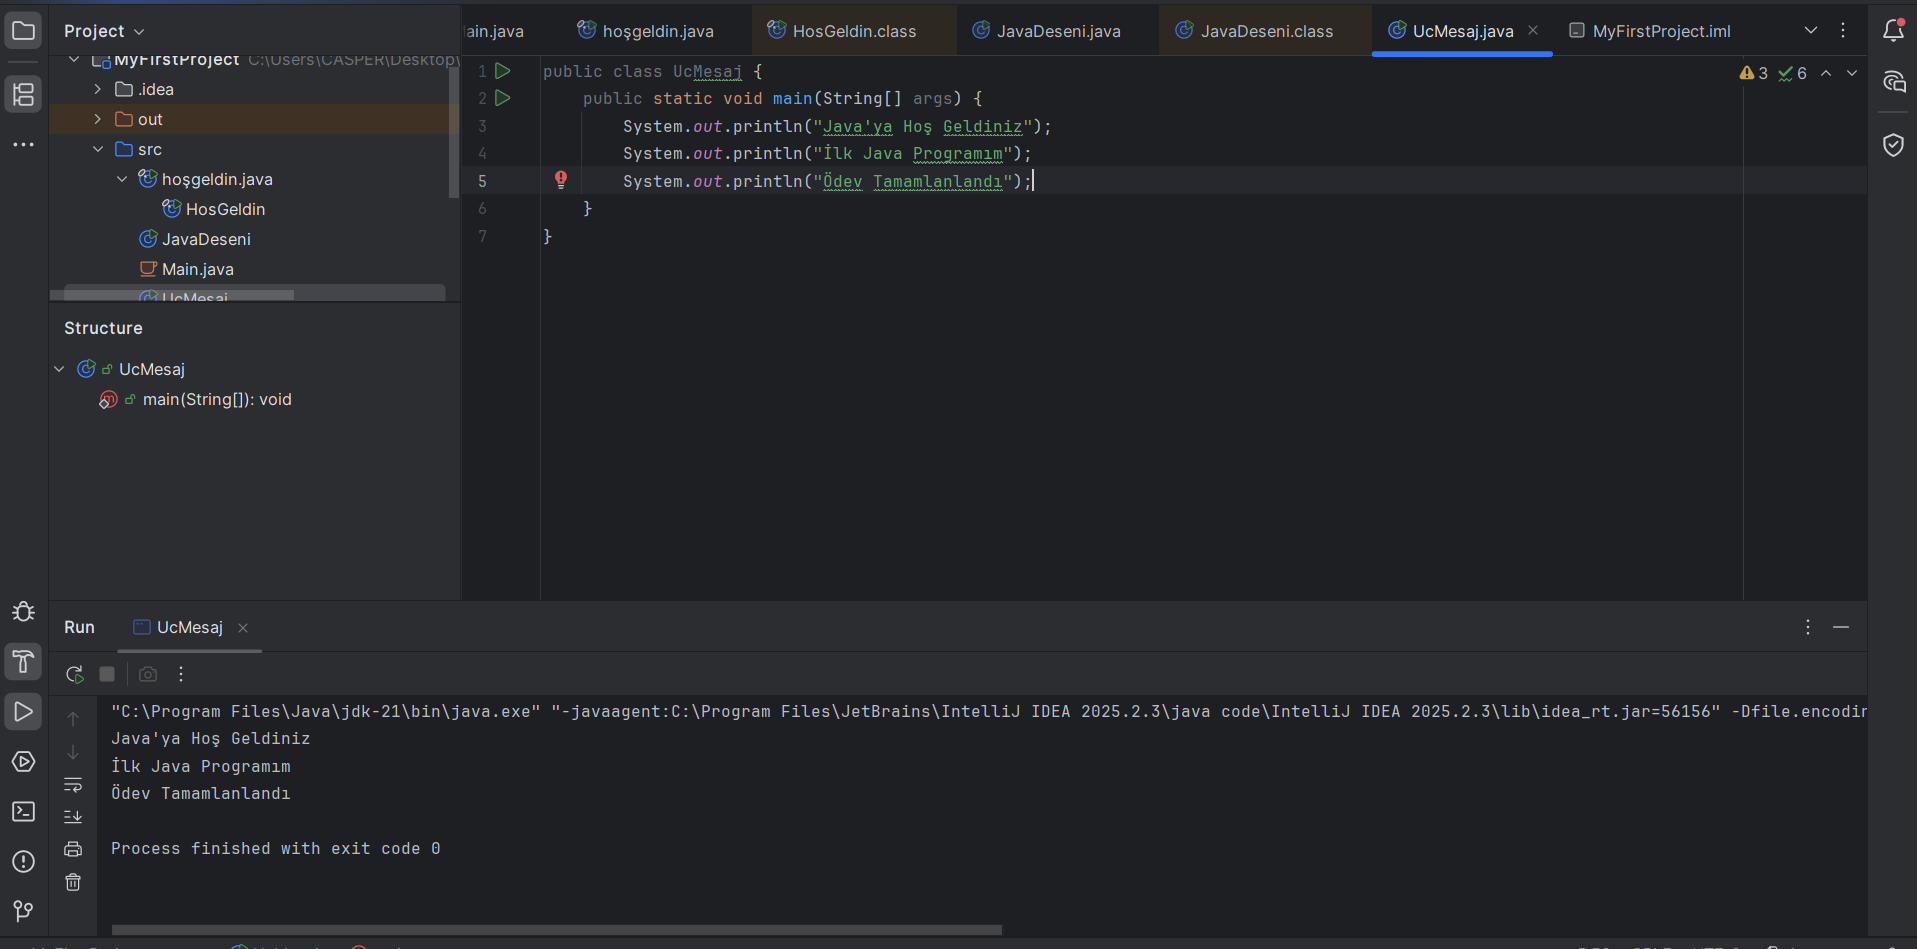 Project
ain.java
hoşgeldin.java
HosGeldin.class
JavaDeseni.java
JavaDeseni.class
UcMesaj.java
MyFirstProject.iml
MyFirstProject C:\Users\CASPER\Desktop\
.idea
out
src
hoşgeldin.java
HosGeldin
JavaDeseni
Main.java
UcMesaj
1 public class UcMesaj {
2 public static void main(String[] args) {
3 System.out.println("Java'ya Hoş Geldiniz");
4 System.out.println("İlk Java Programım");
5 System.out.println("Ödev Tamamlanlandı");
6 }
7 }
3 6
Structure
UcMesaj
main(String[]): void
Run UcMesaj
"C:\Program Files\Java\jdk-21\bin\java.exe" "-javaagent:C:\Program Files\JetBrains\IntelliJ IDEA 2025.2.3\java code\IntelliJ IDEA 2025.2.3\lib\idea_rt.jar=56156" -Dfile.encodin
Java'ya Hoş Geldiniz
İlk Java Programım
Ödev Tamamlanlandı
Process finished with exit code 0